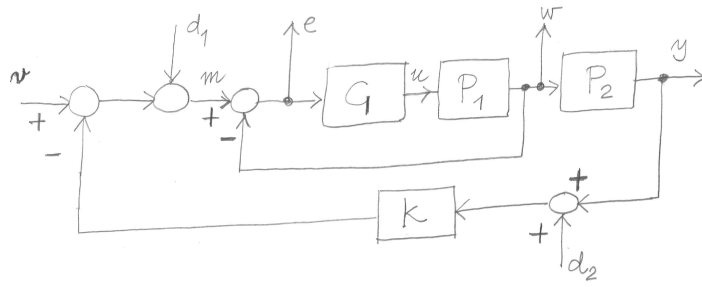 d₁
e
w
v
m
G
u
P₁
P₂
y
+
+
-
-
+
K
+
d₂